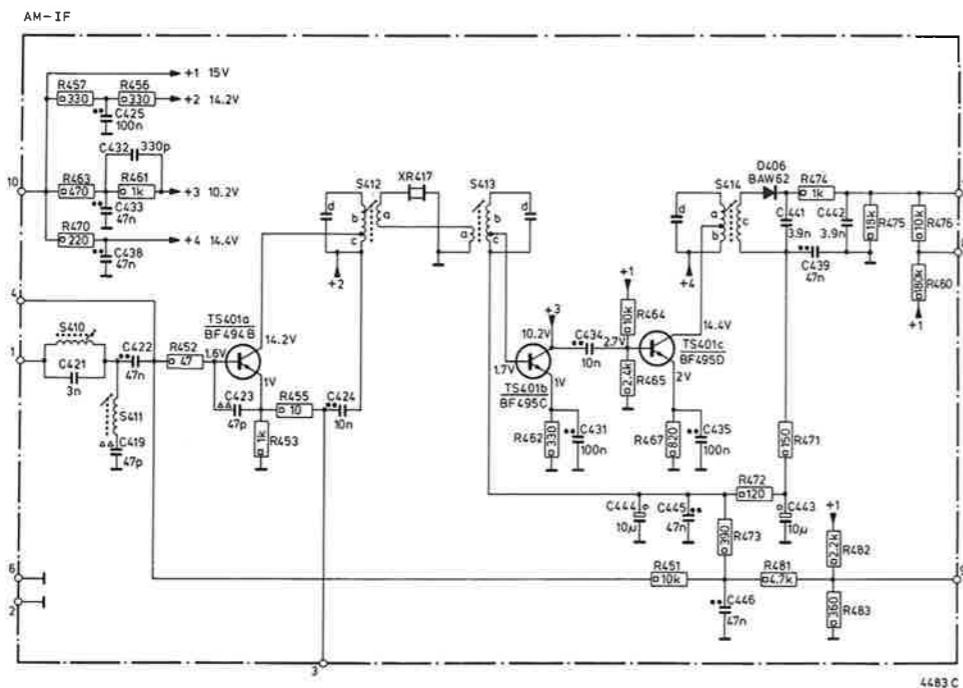 AM-IF
+1 15V
R457 R456
330 330 +2 14.2V
C425
100n
C432 330p
10 R463 R461
470 1k +3 10.2V
C433
47n
R470
220 +4 14.4V
C438
47n
S412 XR417 S413
d b a c a b c d
+2
D406
BAW62
S414 R474
1k
d a b c
C441
3.9n
C442
3.9n
R475
R476
10k
C439
47n
R460
180k
+1
+4
4
S410
1
C421
3n
C422
47n
R452
47
1.6V
TS401a
BF494B
14.2V
1V
S411
C419
47p
C423
47p
R455
10
C424
10n
R453
1k
+3
10.2V
1.7V
TS401b
BF495C
1V
C434
10n
+1
R464
10k
2.7V
R465
2.4k
14.4V
TS401c
BF495D
2V
R462
330
C431
100n
R467
820
C435
100n
R471
150
R472
120
C444
10μ
C445
47n
R473
390
C443
10μ
+1
R482
2.2k
R451
10k
R481
4.7k
9
C446
47n
R483
360
6
2
3
4483 C